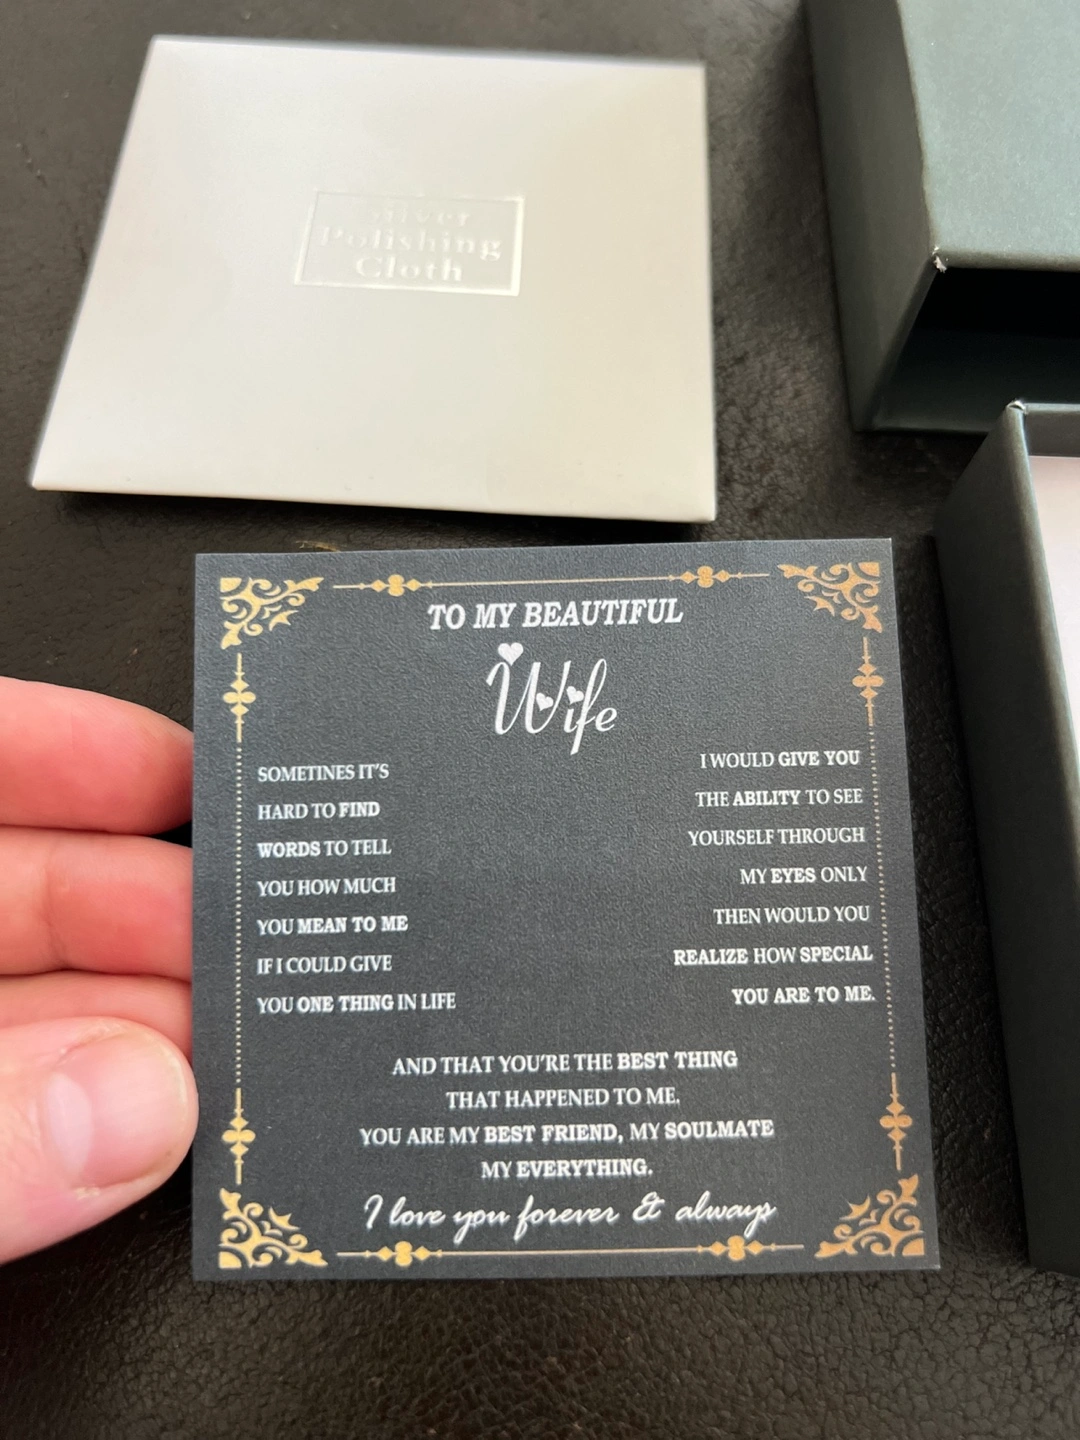 Silver
Polishing
Cloth
TO MY BEAUTIFUL
Wife
SOMETINES IT'S
HARD TO FIND
WORDS TO TELL
YOU HOW MUCH
YOU MEAN TO ME
IF I COULD GIVE
YOU ONE THING IN LIFE
I WOULD GIVE YOU
THE ABILITY TO SEE
YOURSELF THROUGH
MY EYES ONLY
THEN WOULD YOU
REALIZE HOW SPECIAL
YOU ARE TO ME.
AND THAT YOU'RE THE BEST THING
THAT HAPPENED TO ME.
YOU ARE MY BEST FRIEND, MY SOULMATE
MY EVERYTHING.
I love you forever & always